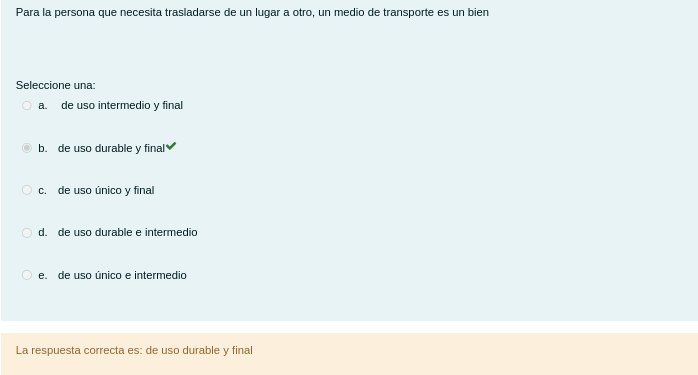 Para la persona que necesita trasladarse de un lugar a otro, un medio de transporte es un bien
Seleccione una:
a. de uso intermedio y final
b. de uso durable y final
c. de uso único y final
d. de uso durable e intermedio
e. de uso único e intermedio
La respuesta correcta es: de uso durable y final